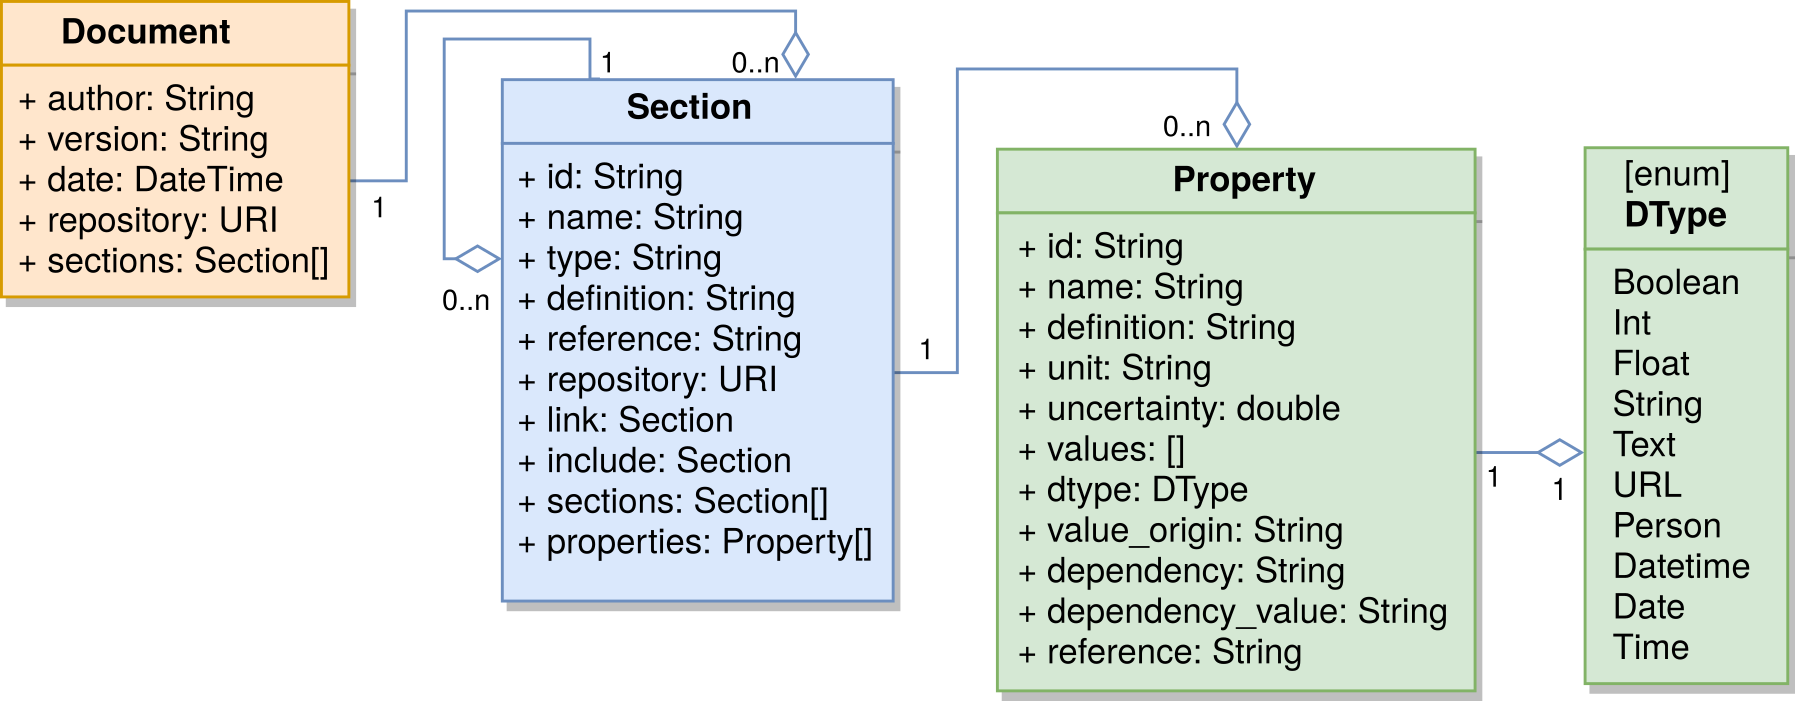 Document
+ author: String
+ version: String
+ date: DateTime
+ repository: URI
+ sections: Section[]
1
1
0..n
0..n
Section
+ id: String
+ name: String
+ type: String
+ definition: String
+ reference: String
+ repository: URI
+ link: Section
+ include: Section
+ sections: Section[]
+ properties: Property[]
1
0..n
Property
+ id: String
+ name: String
+ definition: String
+ unit: String
+ uncertainty: double
+ values: []
+ dtype: DType
+ value_origin: String
+ dependency: String
+ dependency_value: String
+ reference: String
1
1
[enum]
DType
Boolean
Int
Float
String
Text
URL
Person
Datetime
Date
Time